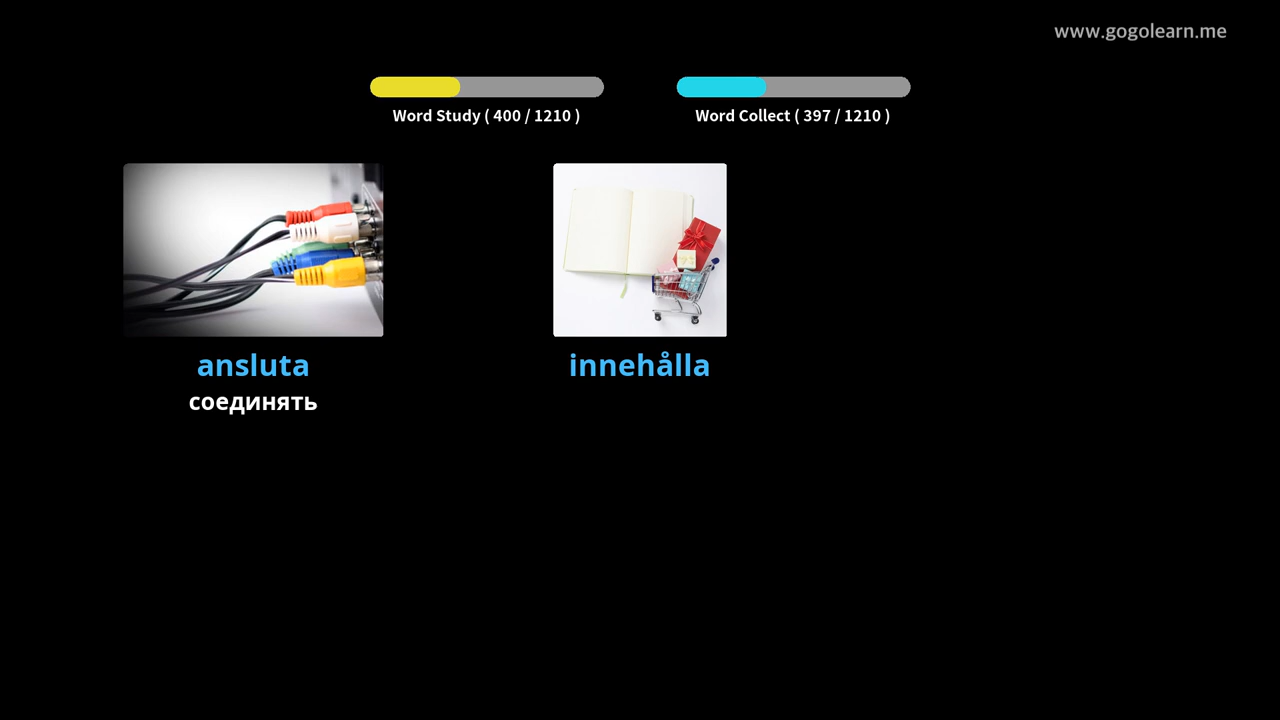 www.gogolearn.me
Word Study ( 400 / 1210 )
Word Collect ( 397 / 1210 )
ansluta
соединять
innehålla